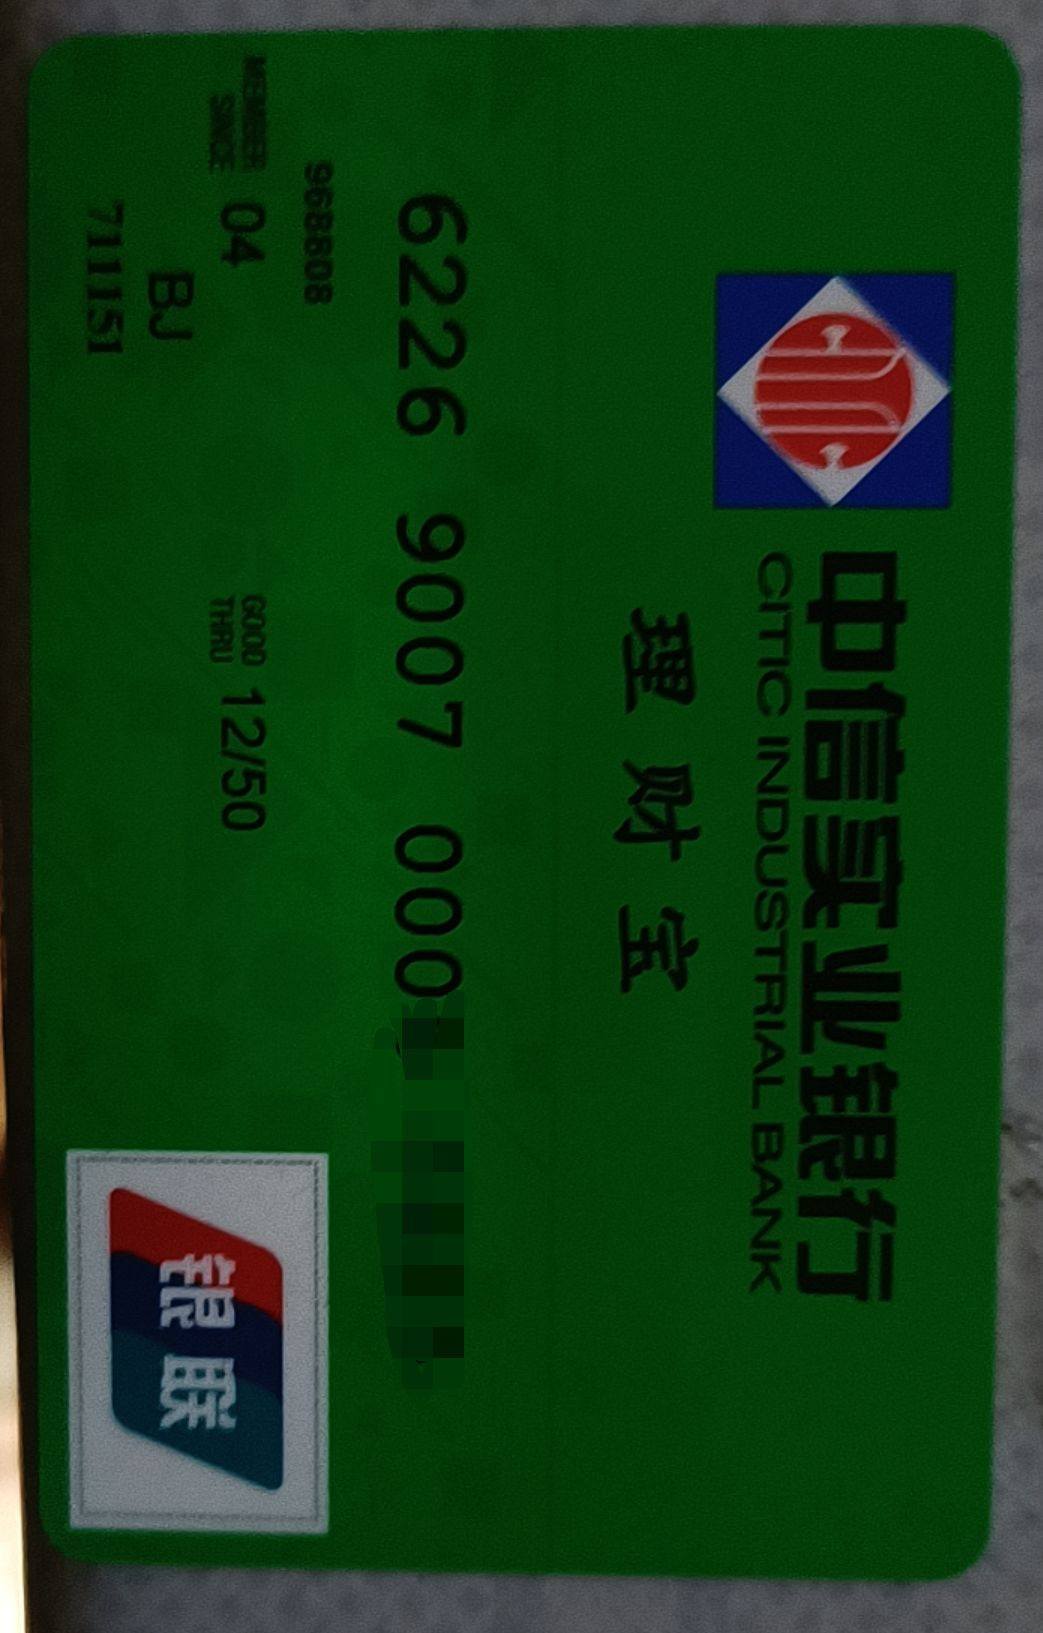 中信实业银行
CITIC INDUSTRIAL BANK
理财宝
6226 9007 000
968808
MEMBER SINCE 04
GOOD THRU 12/50
BJ
711151
银联